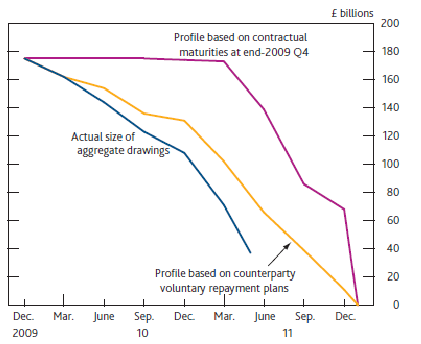 £ billions
200
Profile based on contractual
maturities at end-2009 Q4
180
160
140
Actual size of
aggregate drawings
120
100
80
60
40
Profile based on counterparty
voluntary repayment plans
20
0
Dec. Mar. June Sep. Dec. Mar. June Sep. Dec.
2009 10 11